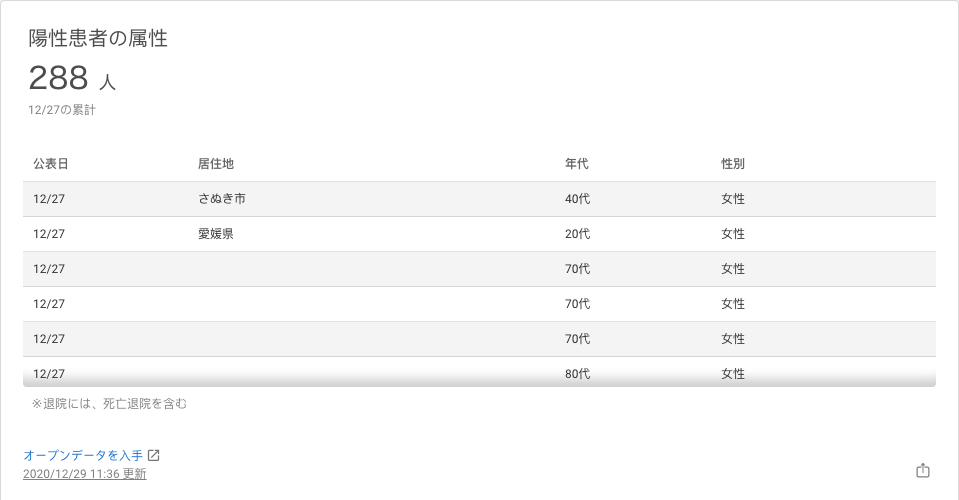 陽性患者の属性
288 人
12/27の累計
公表日 居住地 年代 性別
12/27 さぬき市 40代 女性
12/27 愛媛県 20代 女性
12/27 70代 女性
12/27 70代 女性
12/27 70代 女性
12/27 80代 女性
※退院には、死亡退院を含む
オープンデータを入手
2020/12/29 11:36 更新